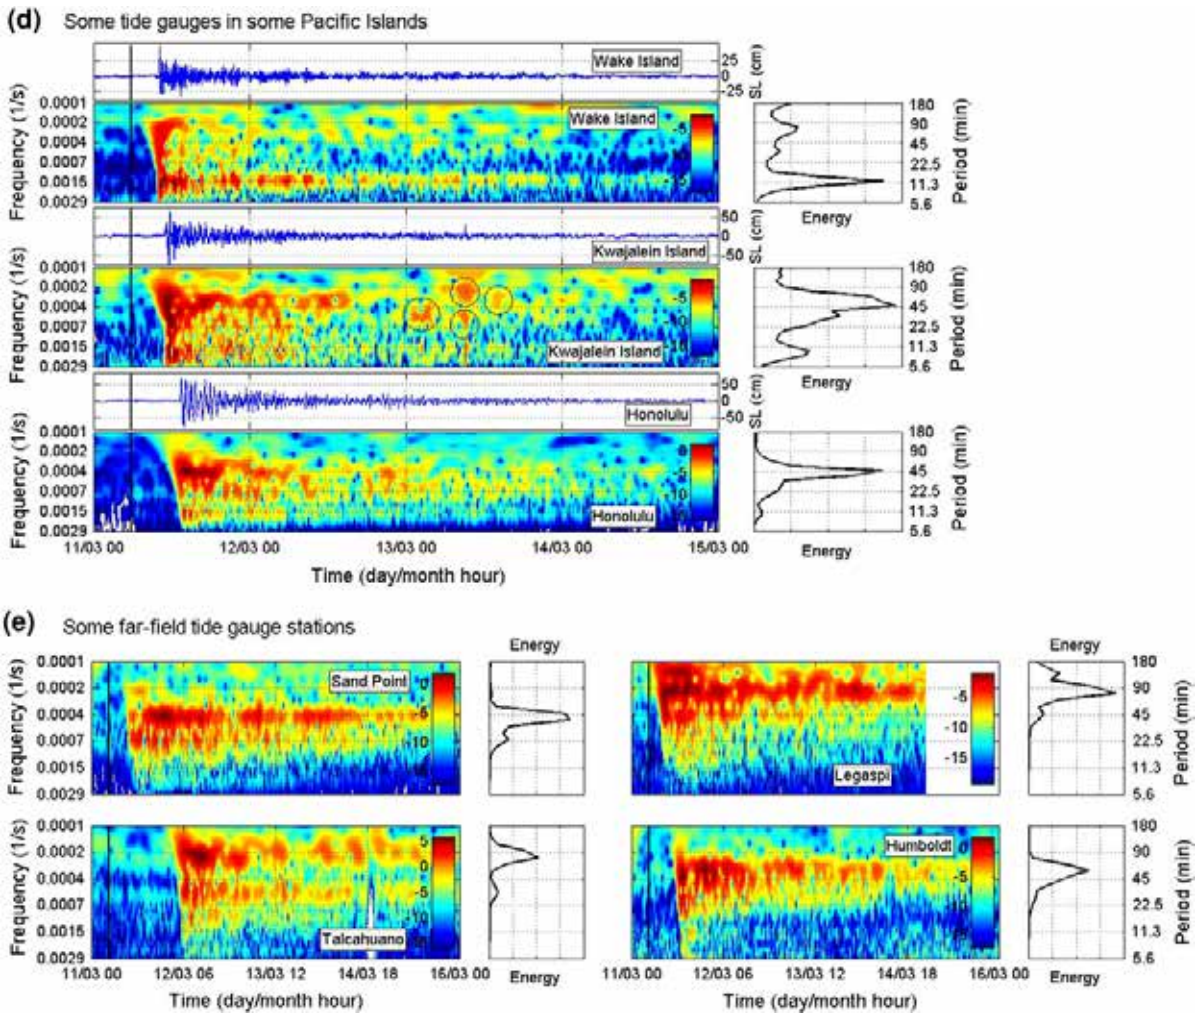 (d) Some tide gauges in some Pacific Islands
Wake Island
25
0
-25
SL (cm)
Frequency (1/s)
0.0001
0.0002
0.0004
0.0007
0.0015
0.0029
Wake Island
-5
-15
180
90
45
22.5
11.3
5.6
Period (min)
Energy
Kwajalein Island
50
0
-50
SL (cm)
Frequency (1/s)
0.0001
0.0002
0.0004
0.0007
0.0015
0.0029
Kwajalein Island
-5
-10
180
90
45
22.5
11.3
5.6
Period (min)
Honolulu
50
0
-50
SL (cm)
Frequency (1/s)
0.0001
0.0002
0.0004
0.0007
0.0015
0.0029
Honolulu
0
-5
-10
180
90
45
22.5
11.3
5.6
Period (min)
Energy
11/03 00 12/03 00 13/03 00 14/03 00 15/03 00
Time (day/month hour)
(e) Some far-field tide gauge stations
Energy
Energy
Frequency (1/s)
0.0001
0.0002
0.0004
0.0007
0.0015
0.0029
Sand Point
0
-5
-10
Legaspi
-5
-10
-15
180
90
45
22.5
11.3
5.6
Period (min)
Frequency (1/s)
0.0001
0.0002
0.0004
0.0007
0.0015
0.0029
Talcahuano
5
0
-5
-10
Humboldt
0
-5
180
90
45
22.5
11.3
5.6
Period (min)
11/03 00 12/03 06 13/03 12 14/03 18 16/03 00
Time (day/month hour)
Energy
11/03 00 12/03 06 13/03 12 14/03 18 16/03 00
Time (day/month hour)
Energy